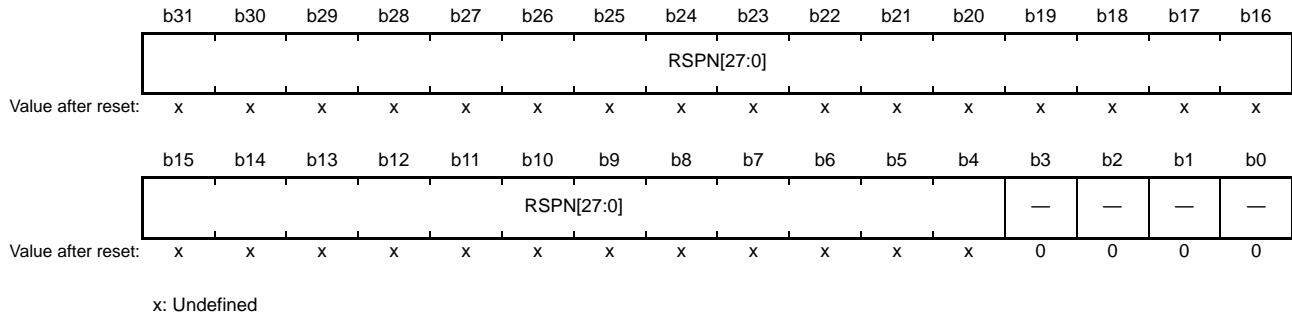 b31 b30 b29 b28 b27 b26 b25 b24 b23 b22 b21 b20 b19 b18 b17 b16
RSPN[27:0]
Value after reset: x x x x x x x x x x x x x x x x
b15 b14 b13 b12 b11 b10 b9 b8 b7 b6 b5 b4 b3 b2 b1 b0
RSPN[27:0] — — — —
Value after reset: x x x x x x x x x x x x 0 0 0 0
x: Undefined